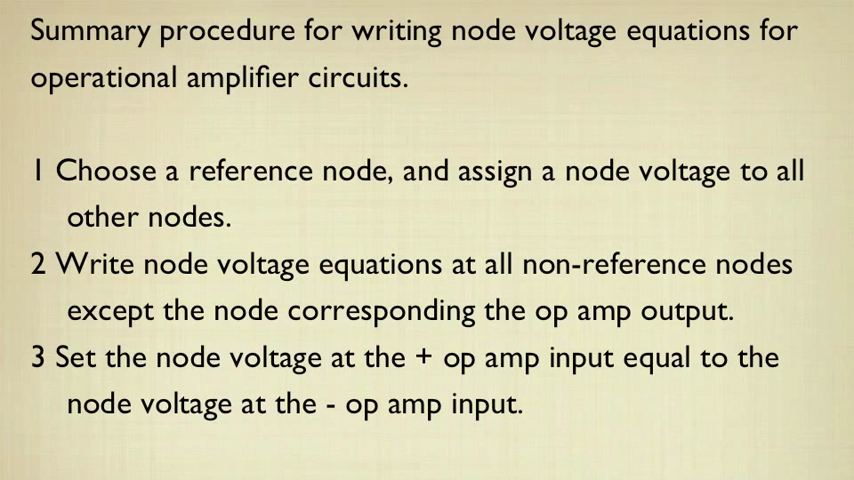 Summary procedure for writing node voltage equations for
operational amplifier circuits.
1 Choose a reference node, and assign a node voltage to all
other nodes.
2 Write node voltage equations at all non-reference nodes
except the node corresponding the op amp output.
3 Set the node voltage at the + op amp input equal to the
node voltage at the - op amp input.